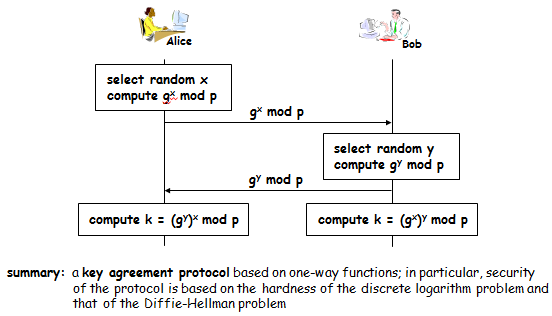 Alice
Bob
select random x
compute gˣ mod p
gˣ mod p
select random y
compute gʸ mod p
gʸ mod p
compute k = (gʸ)ˣ mod p
compute k = (gˣ)ʸ mod p
summary: a key agreement protocol based on one-way functions; in particular, security
of the protocol is based on the hardness of the discrete logarithm problem and
that of the Diffie-Hellman problem